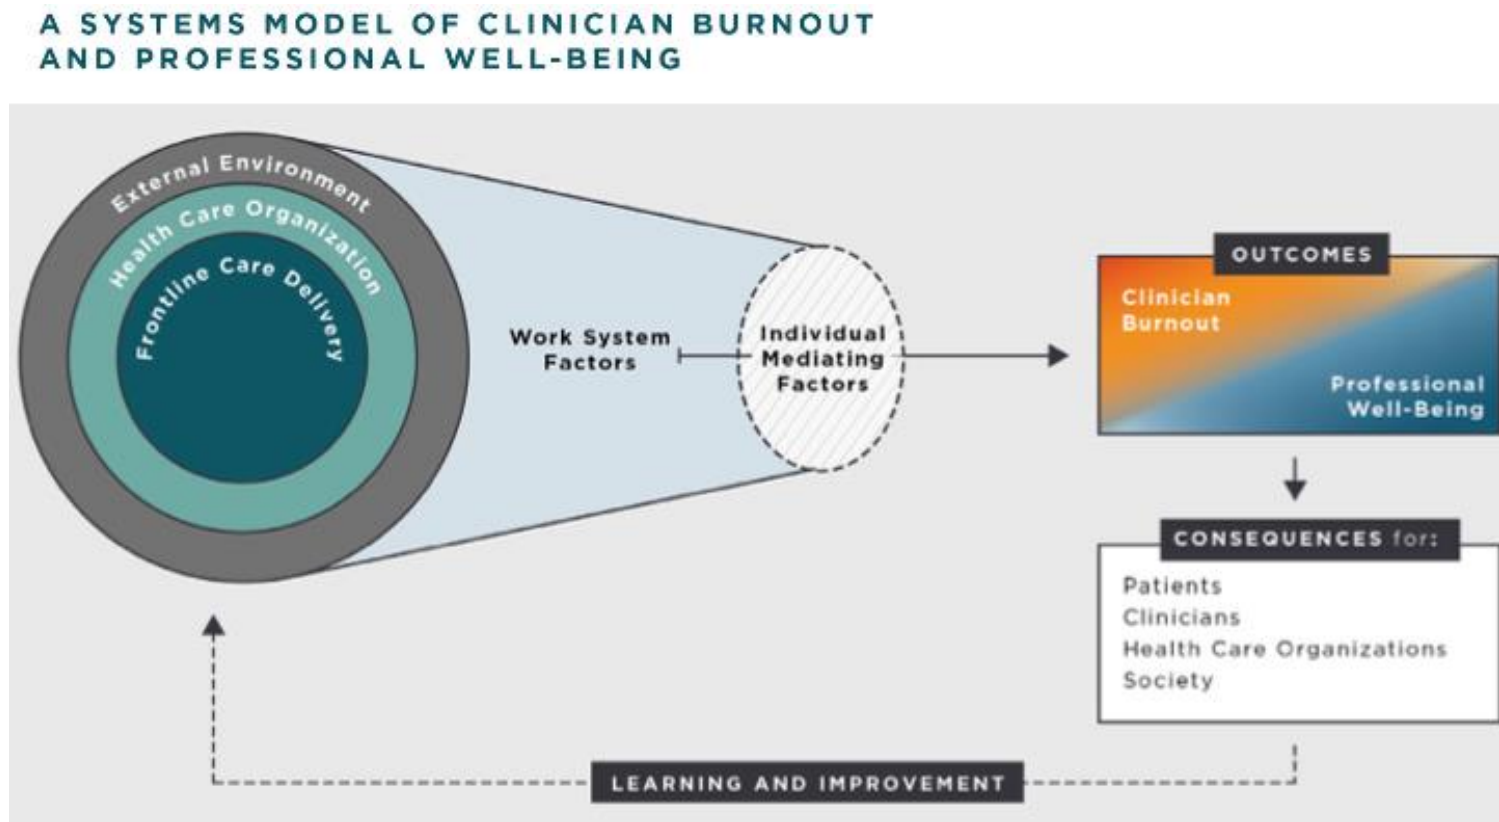 A SYSTEMS MODEL OF CLINICIAN BURNOUT
AND PROFESSIONAL WELL-BEING
External Environment
Health Care Organization
Frontline Care Delivery
Work System
Factors
Individual
Mediating
Factors
OUTCOMES
Clinician
Burnout
Professional
Well-Being
CONSEQUENCES for:
Patients
Clinicians
Health Care Organizations
Society
LEARNING AND IMPROVEMENT